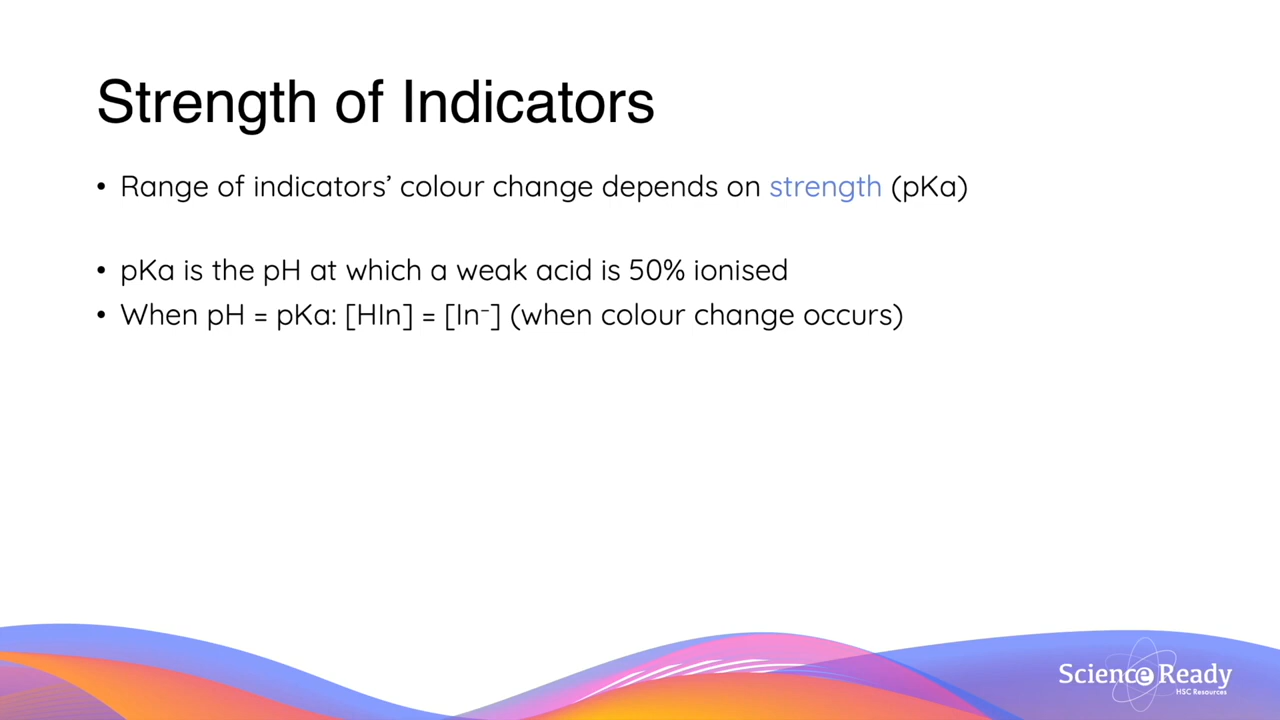 Strength of Indicators
• Range of indicators’ colour change depends on strength (pKa)
• pKa is the pH at which a weak acid is 50% ionised
• When pH = pKa: [HIn] = [In⁻] (when colour change occurs)
Science Ready
HSC Resources